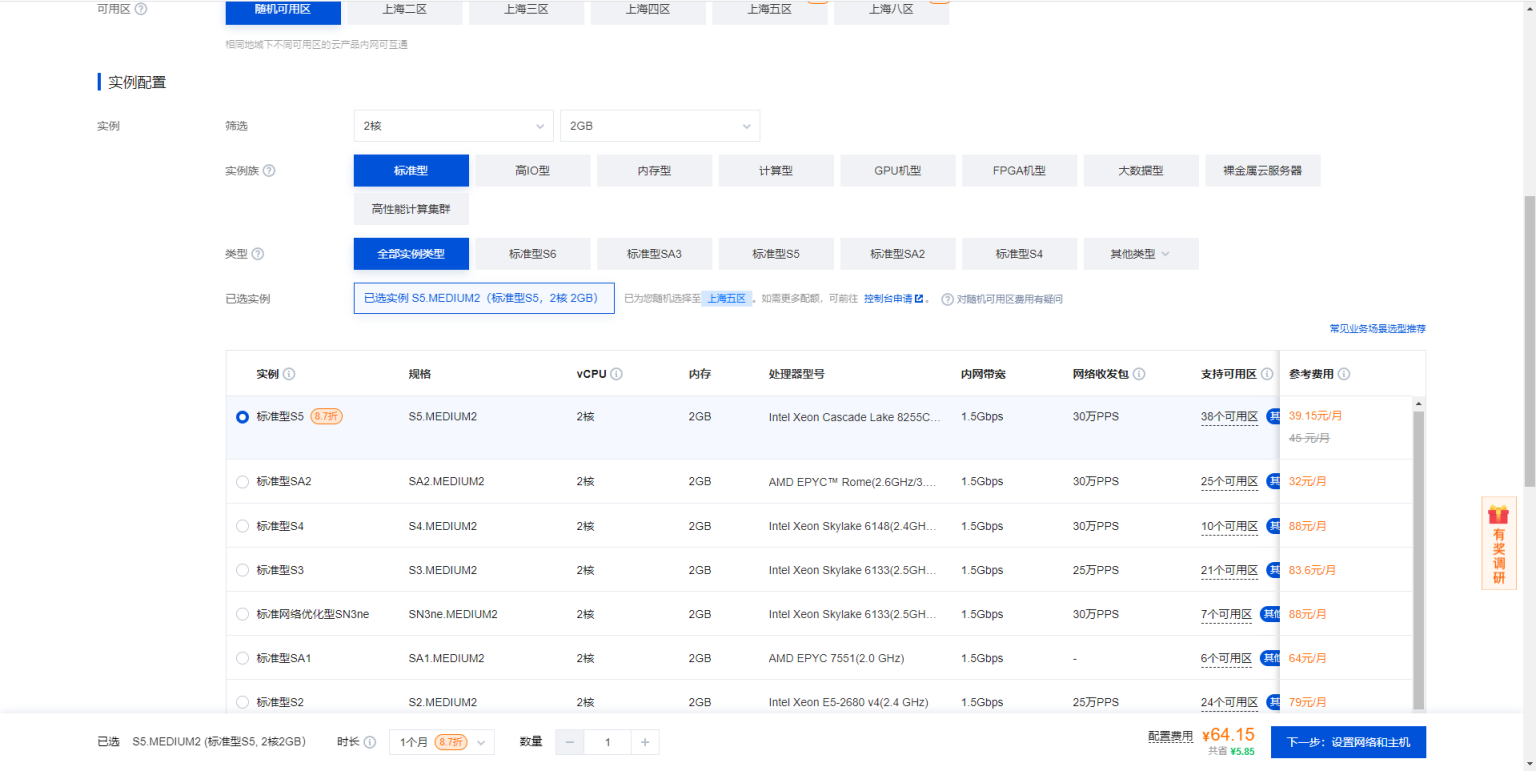 可用区
随机可用区 上海二区 上海三区 上海四区 上海五区 上海八区
相同地域下不同可用区的云产品内网可互通
实例配置
实例 筛选 2核 2GB
实例族 标准型 高IO型 内存型 计算型 GPU机型 FPGA机型 大数据型 裸金属云服务器
高性能计算集群
类型 全部实例类型 标准型S6 标准型SA3 标准型S5 标准型SA2 标准型S4 其他类型
已选实例 已选实例 S5.MEDIUM2（标准型S5，2核 2GB） 已为您随机选择至 上海五区 。如需更多配额，可前往 控制台申请 。 对随机可用区费用有疑问
常见业务场景选型推荐
实例 规格 vCPU 内存 处理器型号 内网带宽 网络收发包 支持可用区 参考费用
标准型S5 8.7折 S5.MEDIUM2 2核 2GB Intel Xeon Cascade Lake 8255C... 1.5Gbps 30万PPS 38个可用区 39.15元/月
45 元/月
标准型SA2 SA2.MEDIUM2 2核 2GB AMD EPYC™ Rome(2.6GHz/3.... 1.5Gbps 30万PPS 25个可用区 32元/月
标准型S4 S4.MEDIUM2 2核 2GB Intel Xeon Skylake 6148(2.4GH... 1.5Gbps 30万PPS 10个可用区 88元/月
标准型S3 S3.MEDIUM2 2核 2GB Intel Xeon Skylake 6133(2.5GH... 1.5Gbps 25万PPS 21个可用区 83.6元/月
标准网络优化型SN3ne SN3ne.MEDIUM2 2核 2GB Intel Xeon Skylake 6133(2.5GH... 1.5Gbps 30万PPS 7个可用区 其他 88元/月
标准型SA1 SA1.MEDIUM2 2核 2GB AMD EPYC 7551(2.0 GHz) 1.5Gbps - 6个可用区 其他 64元/月
标准型S2 S2.MEDIUM2 2核 2GB Intel Xeon E5-2680 v4(2.4 GHz) 1.5Gbps 25万PPS 24个可用区 79元/月
有奖调研
已选 S5.MEDIUM2 (标准型S5, 2核2GB) 时长 1个月 8.7折 数量 − 1 + 配置费用 ¥64.15
共省 ¥5.85
下一步：设置网络和主机